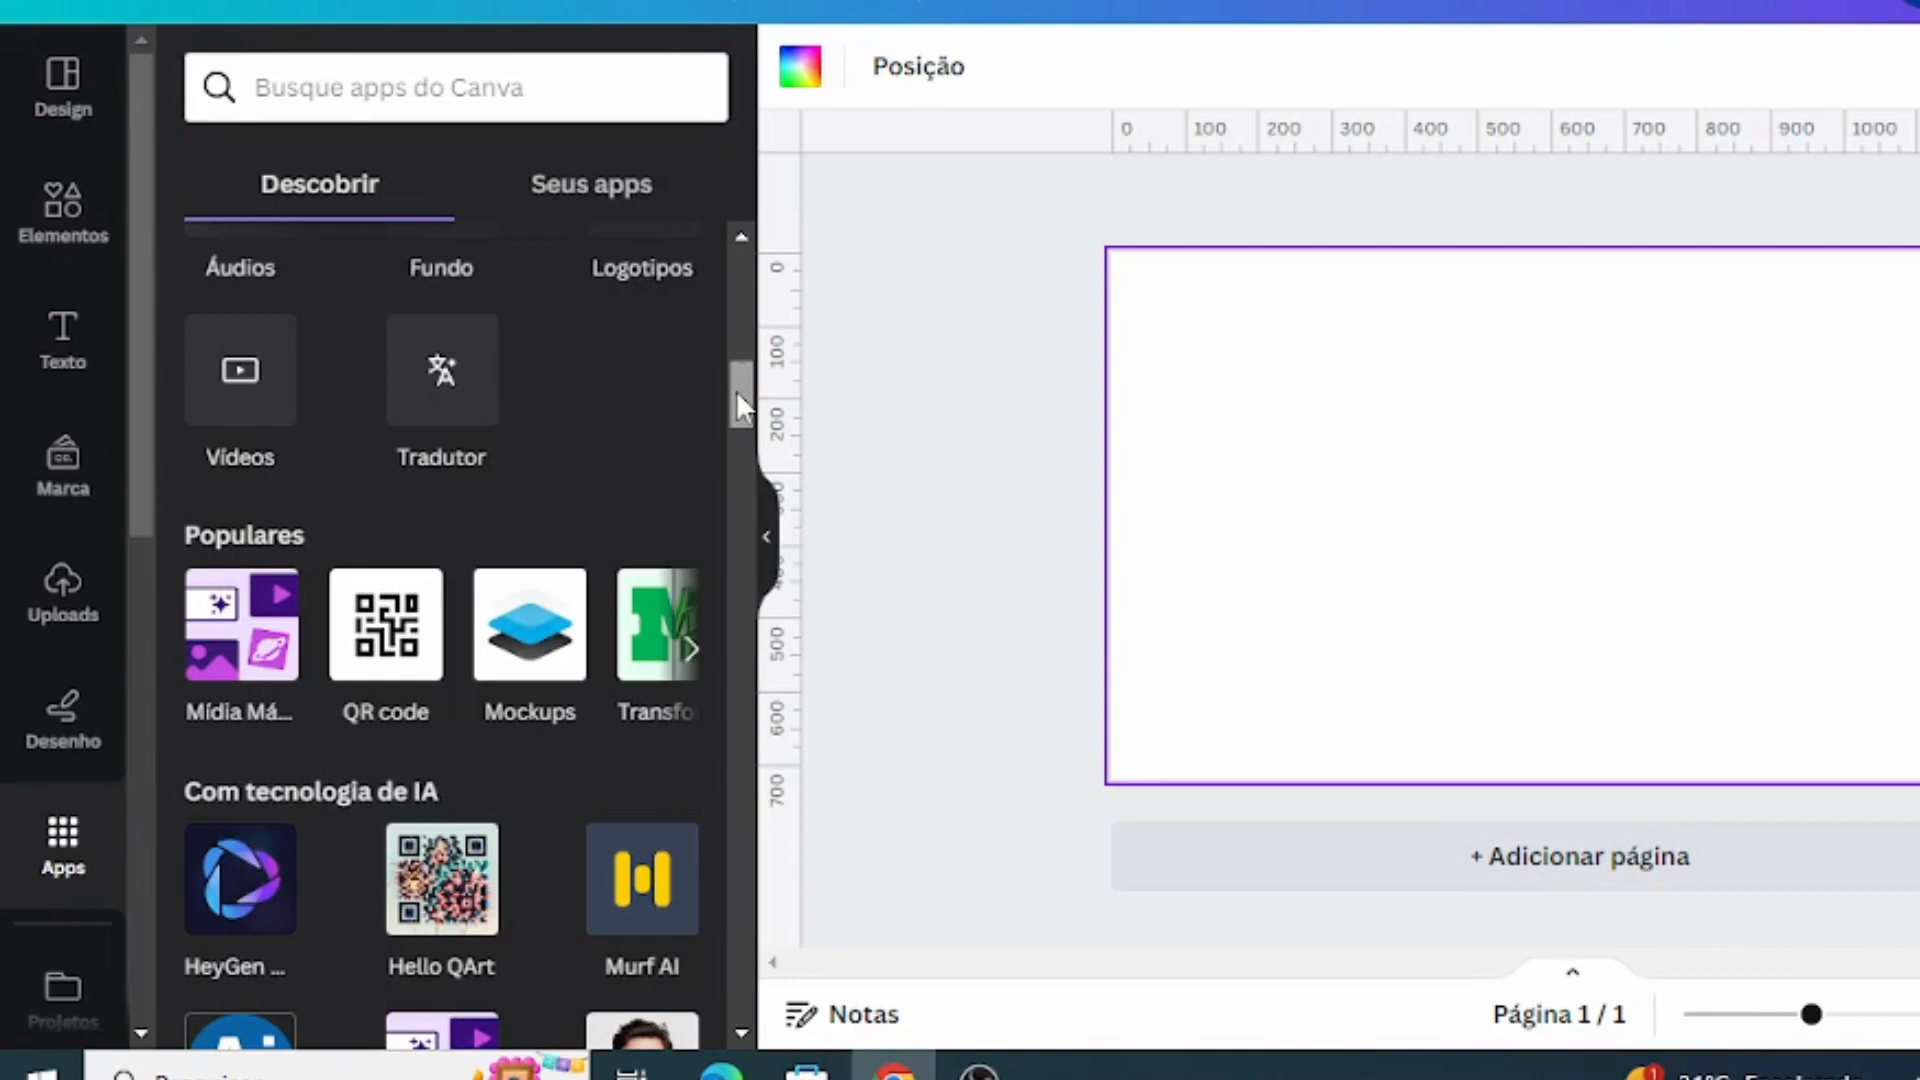 Design
Elementos
Texto
Marca
CO.
Uploads
Desenho
Apps
Projetos
Busque apps do Canva
Descobrir
Seus apps
Áudios
Fundo
Logotipos
Vídeos
Tradutor
Populares
Mídia Má...
QR code
Mockups
Transfo
Com tecnologia de IA
HeyGen ...
Hello QArt
Murf AI
Posição
0 100 200 300 400 500 600 700 800 900 1000
0
100
200
500
600
700
+ Adicionar página
Notas
Página 1 / 1